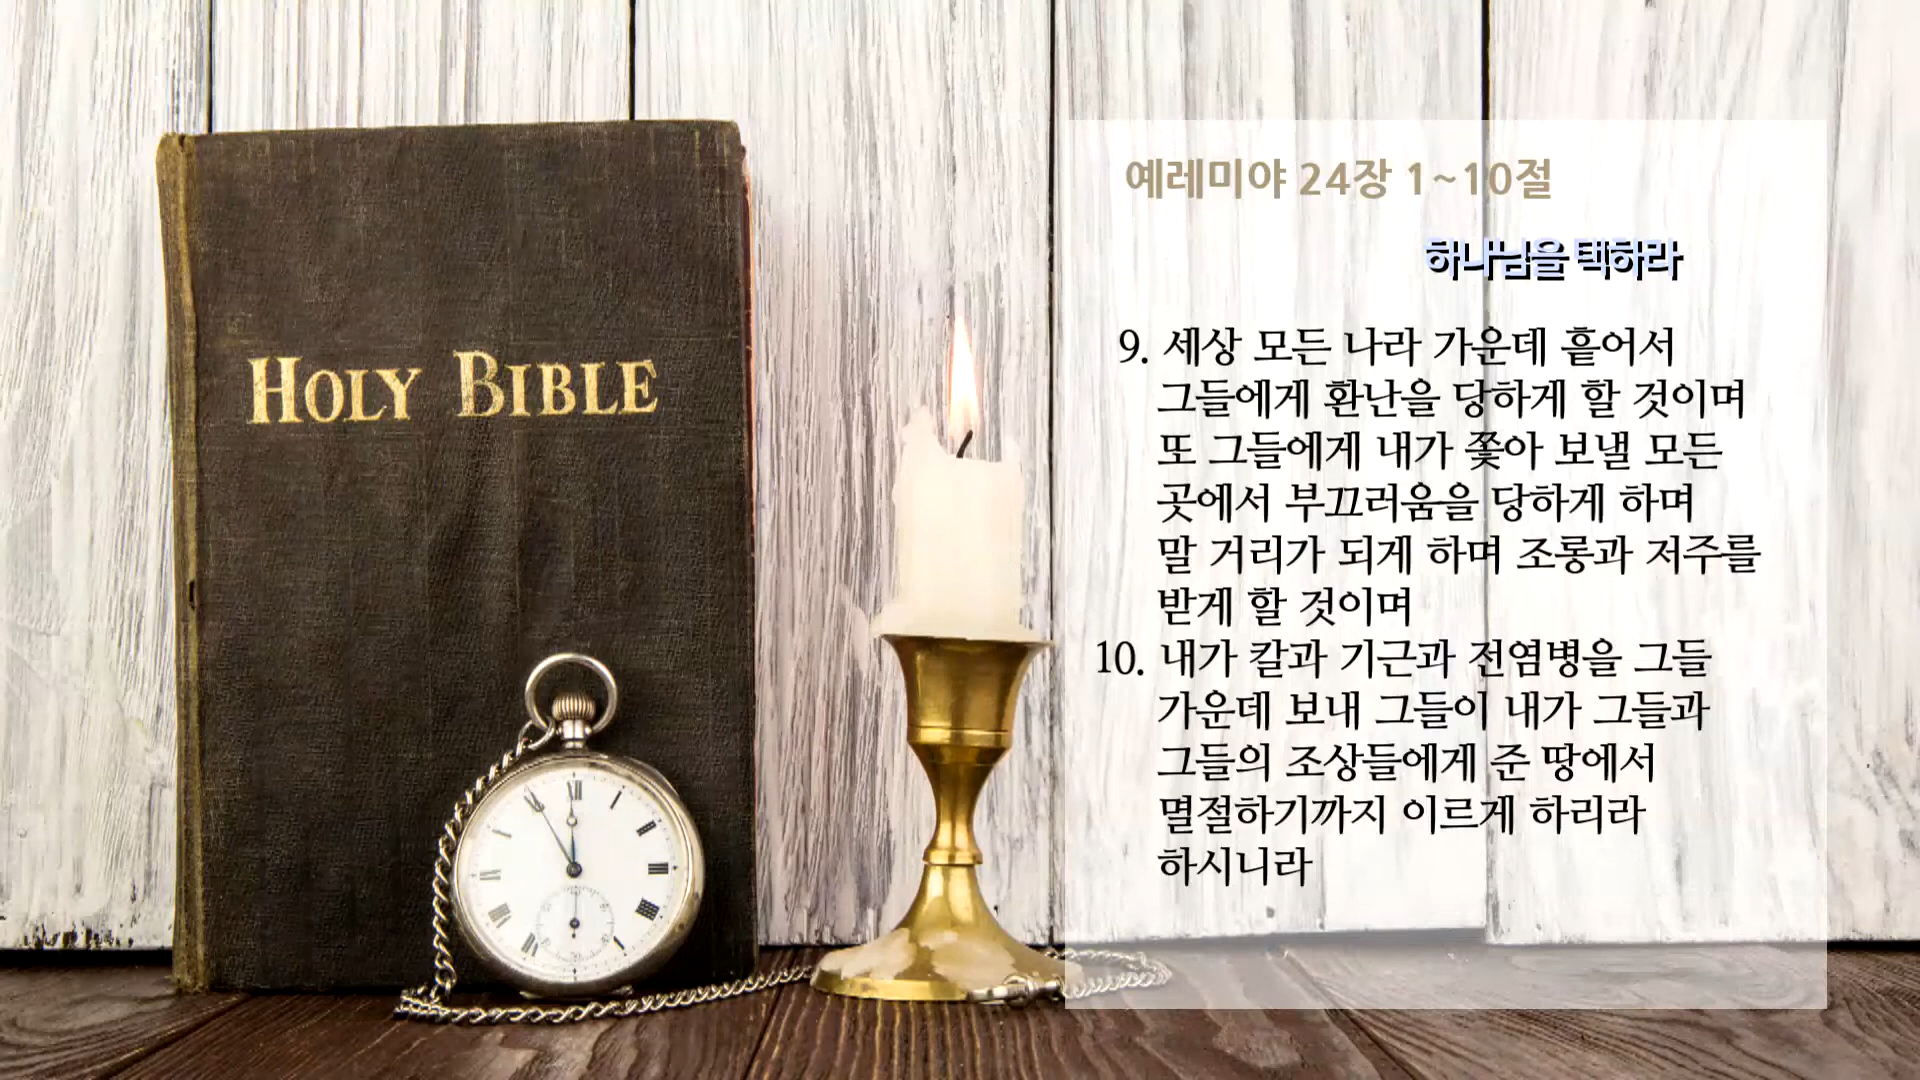 HOLY BIBLE
예레미야 24장 1~10절
하나님을 택하라
9. 세상 모든 나라 가운데 흩어서
그들에게 환난을 당하게 할 것이며
또 그들에게 내가 쫓아 보낼 모든
곳에서 부끄러움을 당하게 하며
말 거리가 되게 하며 조롱과 저주를
받게 할 것이며
10. 내가 칼과 기근과 전염병을 그들
가운데 보내 그들이 내가 그들과
그들의 조상들에게 준 땅에서
멸절하기까지 이르게 하리라
하시니라